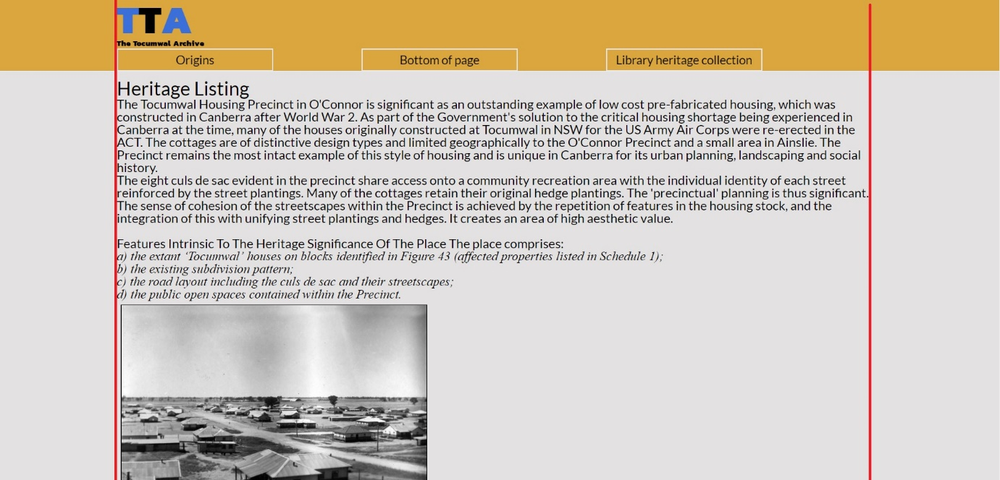 TTA
The Tocumwal Archive
Origins
Bottom of page
Library heritage collection
Heritage Listing
The Tocumwal Housing Precinct in O'Connor is significant as an outstanding example of low cost pre-fabricated housing, which was
constructed in Canberra after World War 2. As part of the Government's solution to the critical housing shortage being experienced in
Canberra at the time, many of the houses originally constructed at Tocumwal in NSW for the US Army Air Corps were re-erected in the
ACT. The cottages are of distinctive design types and limited geographically to the O'Connor Precinct and a small area in Ainslie. The
Precinct remains the most intact example of this style of housing and is unique in Canberra for its urban planning, landscaping and social
history.
The eight culs de sac evident in the precinct share access onto a community recreation area with the individual identity of each street
reinforced by the street plantings. Many of the cottages retain their original hedge plantings. The 'precinctual' planning is thus significant.
The sense of cohesion of the streetscapes within the Precinct is achieved by the repetition of features in the housing stock, and the
integration of this with unifying street plantings and hedges. It creates an area of high aesthetic value.
Features Intrinsic To The Heritage Significance Of The Place The place comprises:
a) the extant ‘Tocumwal’ houses on blocks identified in Figure 43 (affected properties listed in Schedule 1);
b) the existing subdivision pattern;
c) the road layout including the culs de sac and their streetscapes;
d) the public open spaces contained within the Precinct.